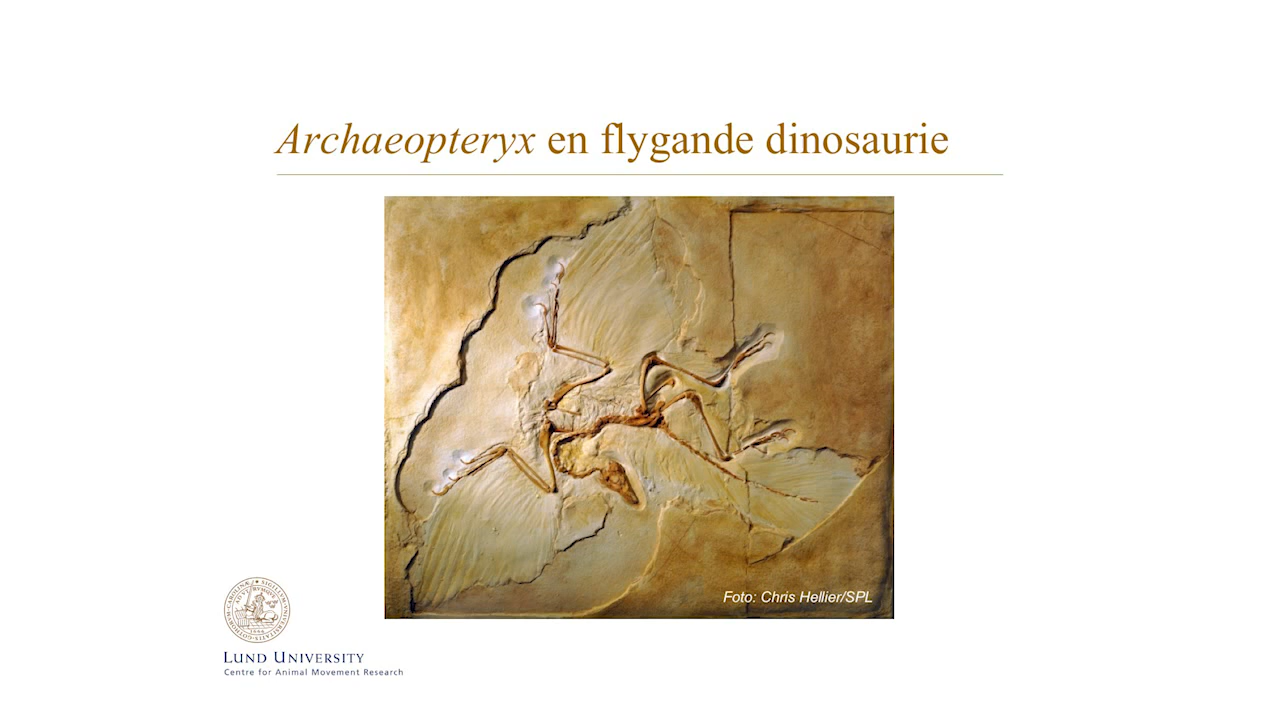 Archaeopteryx en flygande dinosaurie
Foto: Chris Hellier/SPL
LUND UNIVERSITY
Centre for Animal Movement Research